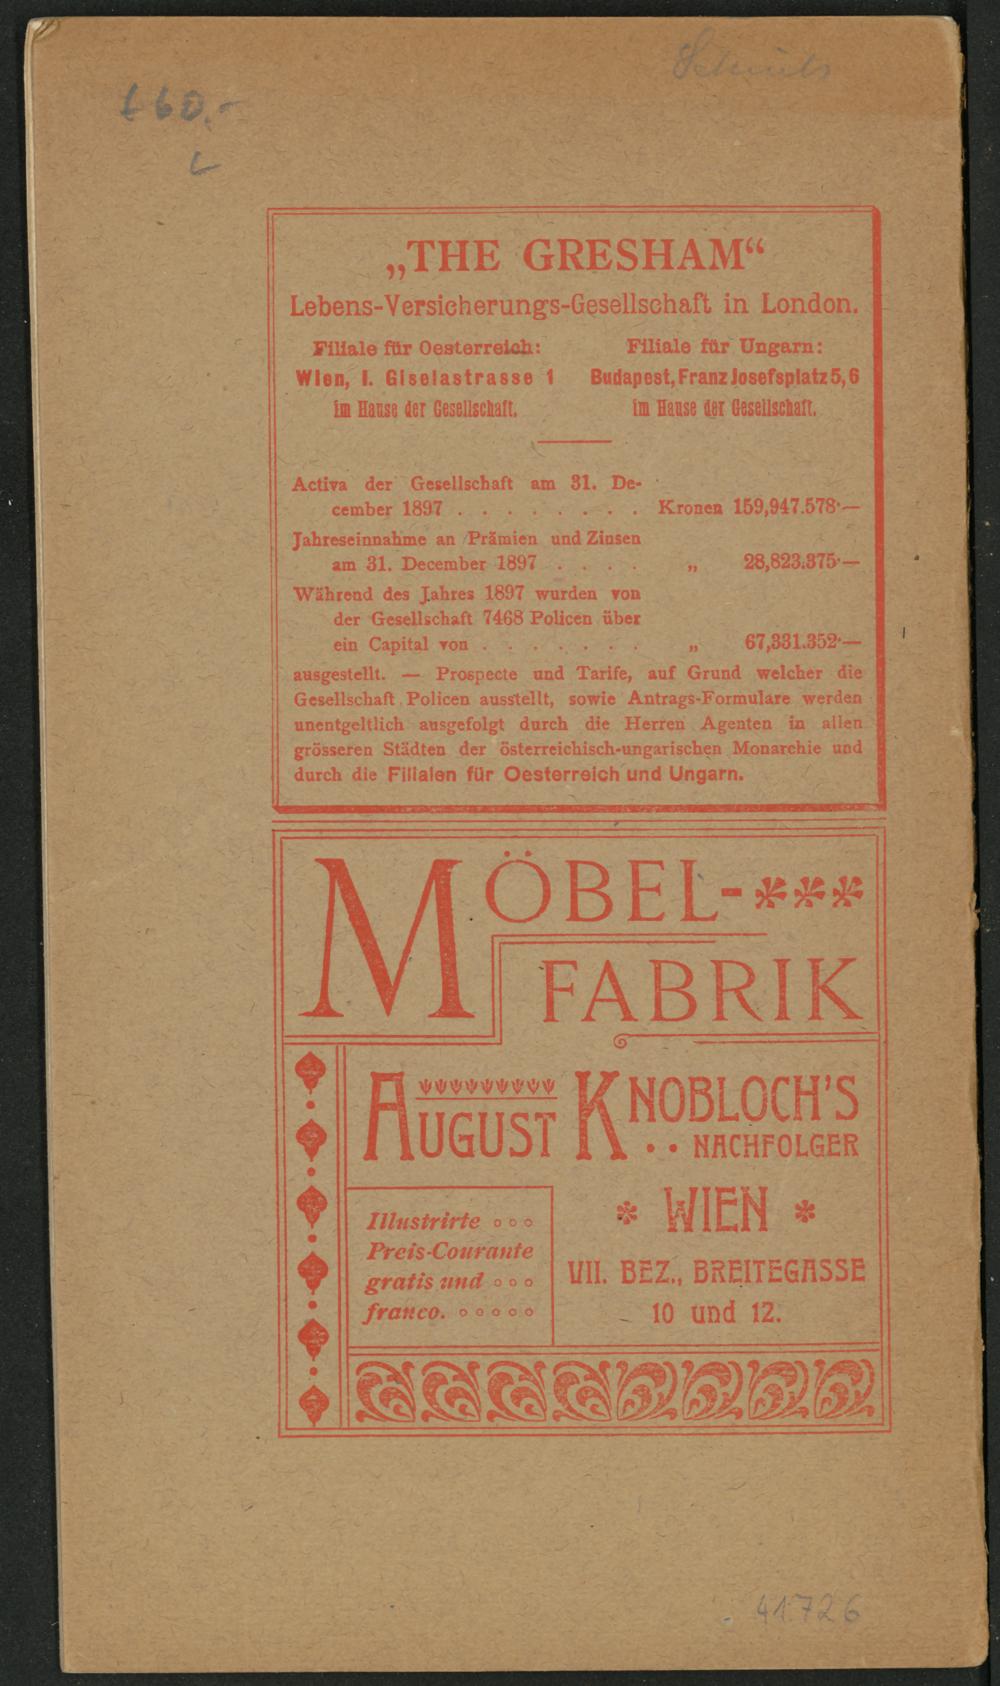 £60.-
„THE GRESHAM“
Lebens-Versicherungs-Gesellschaft in London.
Filiale für Oesterreich:
Wien, I. Giselastrasse 1
im Hause der Gesellschaft.
Filiale für Ungarn:
Budapest, Franz Josefsplatz 5, 6
im Hause der Gesellschaft.
Activa der Gesellschaft am 31. De-
cember 1897 . . . . . . . . Kronen 159,947.578·—
Jahreseinnahme an Prämien und Zinsen
am 31. December 1897 . . . . „ 28,823.375·—
Während des Jahres 1897 wurden von
der Gesellschaft 7468 Policen über
ein Capital von . . . . . . . „ 67,331.352·—
ausgestellt. — Prospecte und Tarife, auf Grund welcher die
Gesellschaft Policen ausstellt, sowie Antrags-Formulare werden
unentgeltlich ausgefolgt durch die Herren Agenten in allen
grösseren Städten der österreichisch-ungarischen Monarchie und
durch die Filialen für Oesterreich und Ungarn.
MÖBEL-
FABRIK
AUGUST KNOBLOCH'S
NACHFOLGER
WIEN
VII. BEZ., BREITEGASSE
10 und 12.
Illustrirte
Preis-Courante
gratis und
franco.
41726